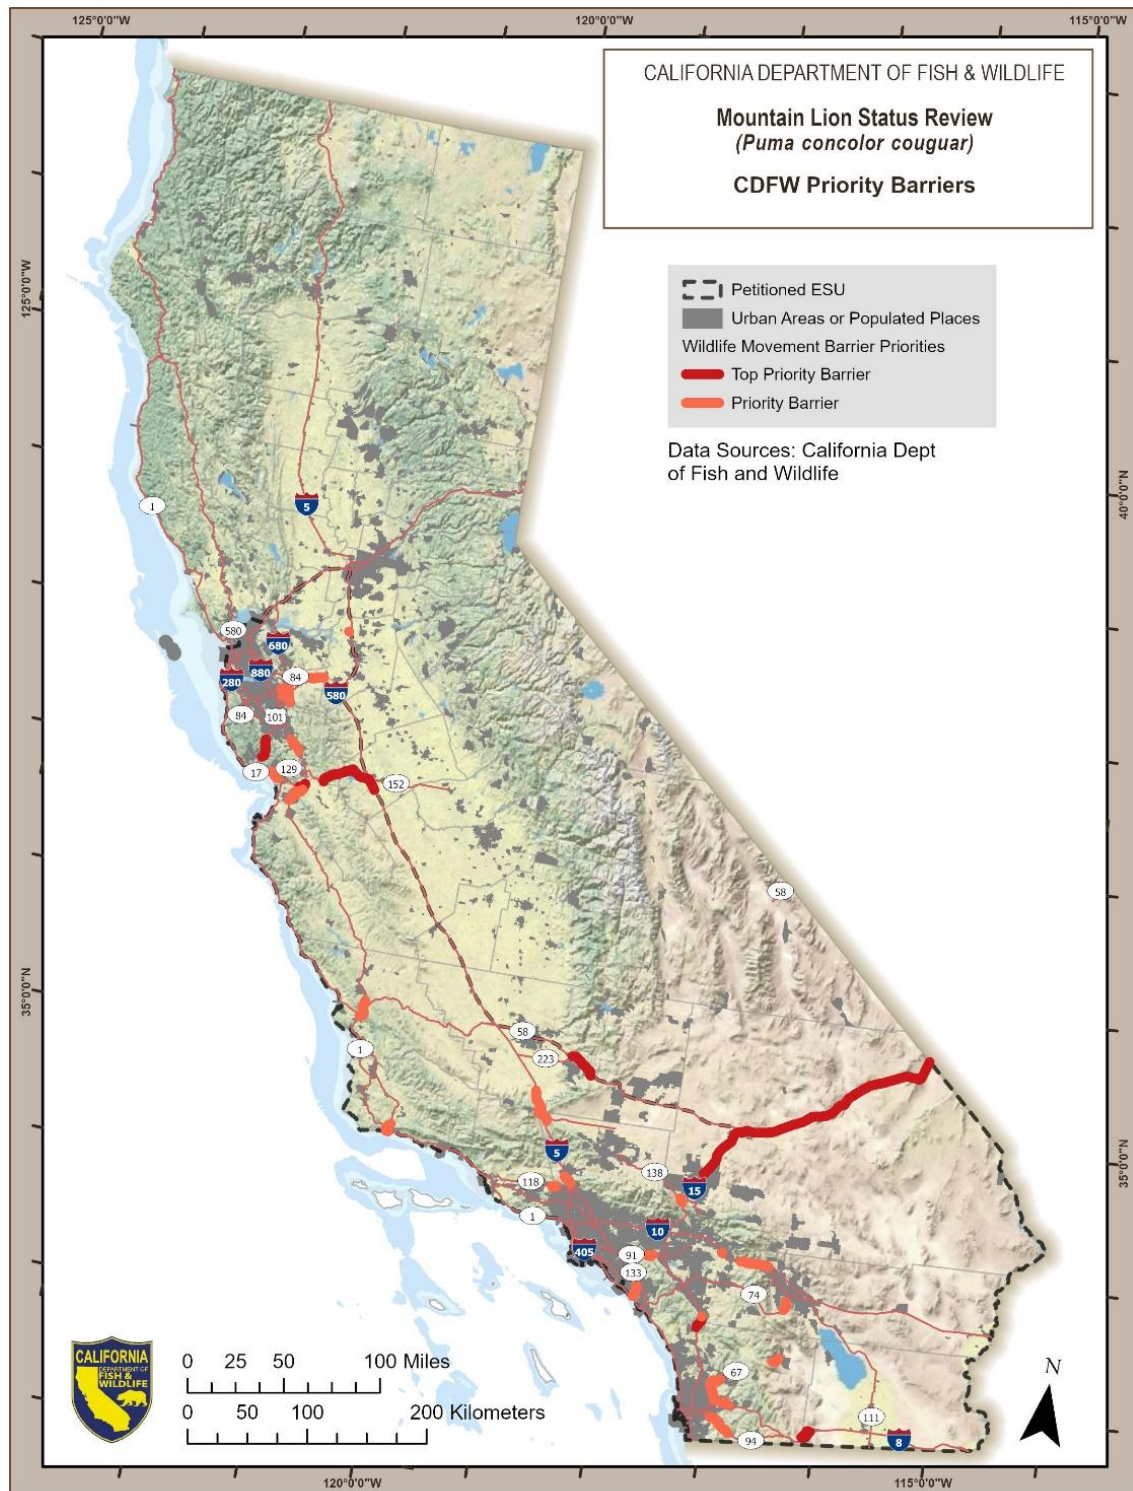 125°0'0"W
120°0'0"W
115°0'0"W
CALIFORNIA DEPARTMENT OF FISH & WILDLIFE
Mountain Lion Status Review
(Puma concolor couguar)
CDFW Priority Barriers
125°0'0"W
Petitioned ESU
Urban Areas or Populated Places
Wildlife Movement Barrier Priorities
Top Priority Barrier
Priority Barrier
Data Sources: California Dept
of Fish and Wildlife
40°0'0"N
5
1
580
680
880
280
84
580
84
101
17
129
152
58
35°0'0"N
58
223
1
5
118
138
15
35°0'0"N
1
10
405
91
133
74
67
111
94
8
CALIFORNIA
DEPARTMENT OF
FISH &
WILDLIFE
0 25 50 100 Miles
0 50 100 200 Kilometers
N
120°0'0"W
115°0'0"W